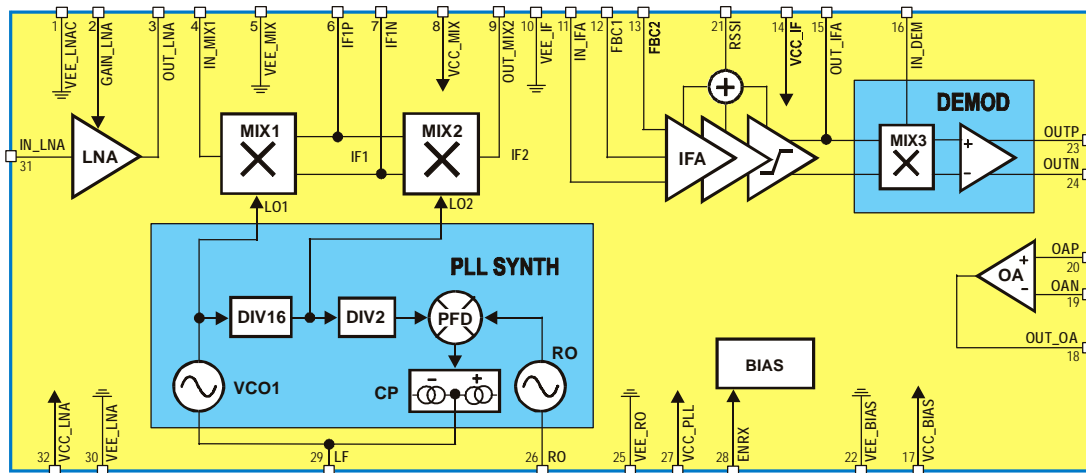 1 2 3 4 5 6 7 8 9 10 11 12 13 21 14 15 16
VEE_LNAC
GAIN_LNA
OUT_LNA
IN_MIX1
VEE_MIX
IF1P
IF1N
VCC_MIX
OUT_MIX2
VEE_IF
IN_IFA
FBC1
FBC2
RSSI
VCC_IF
OUT_IFA
IN_DEM
IN_LNA
31
LNA
MIX1
IF1
MIX2
IF2
LO1
LO2
IFA
+
DEMOD
MIX3
+
−
OUTP
23
OUTN
24
PLL SYNTH
DIV16
DIV2
PFD
RO
VCO1
CP
− +
BIAS
OA
+
−
OAP
20
OAN
19
OUT_OA
18
VCC_LNA
VEE_LNA
LF
RO
VEE_RO
VCC_PLL
ENRX
VEE_BIAS
VCC_BIAS
32 30 29 26 25 27 28 22 17